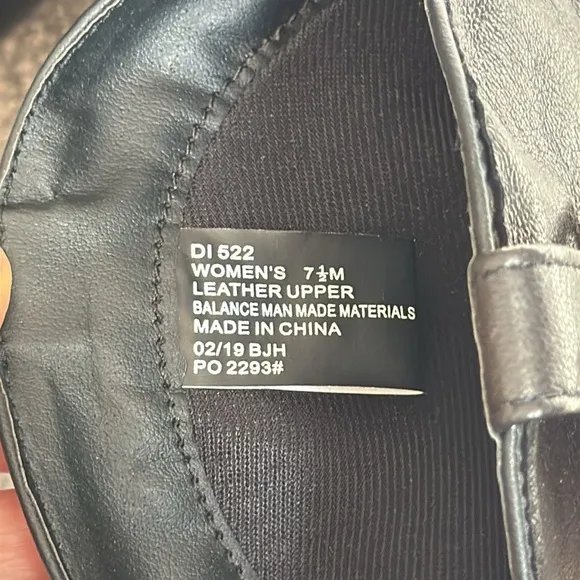 DI 522
WOMEN'S 7½M
LEATHER UPPER
BALANCE MAN MADE MATERIALS
MADE IN CHINA
02/19 BJH
PO 2293#